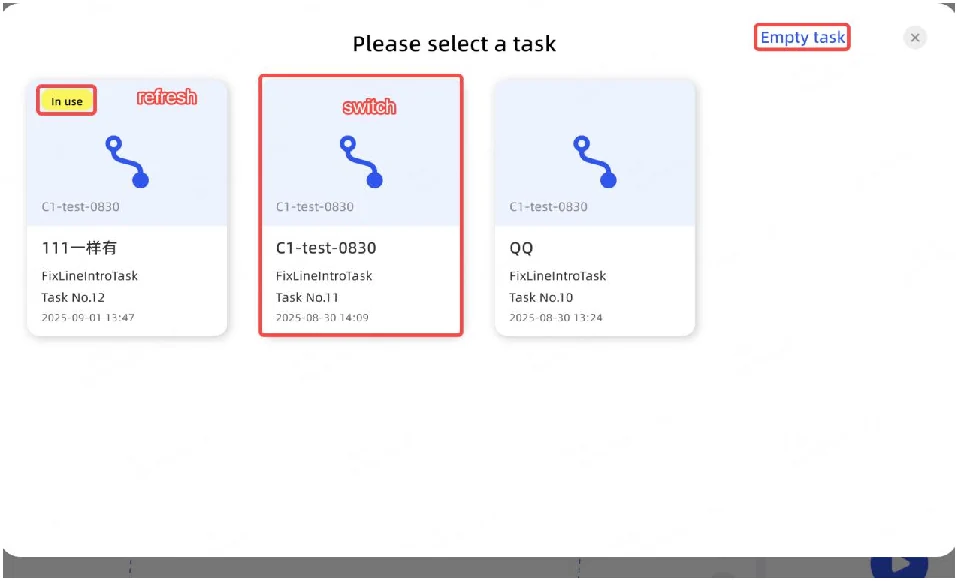 Please select a task
Empty task
In use
refresh
C1-test-0830
111一样有
FixLineIntroTask
Task No.12
2025-09-01 13:47
switch
C1-test-0830
C1-test-0830
FixLineIntroTask
Task No.11
2025-08-30 14:09
C1-test-0830
QQ
FixLineIntroTask
Task No.10
2025-08-30 13:24